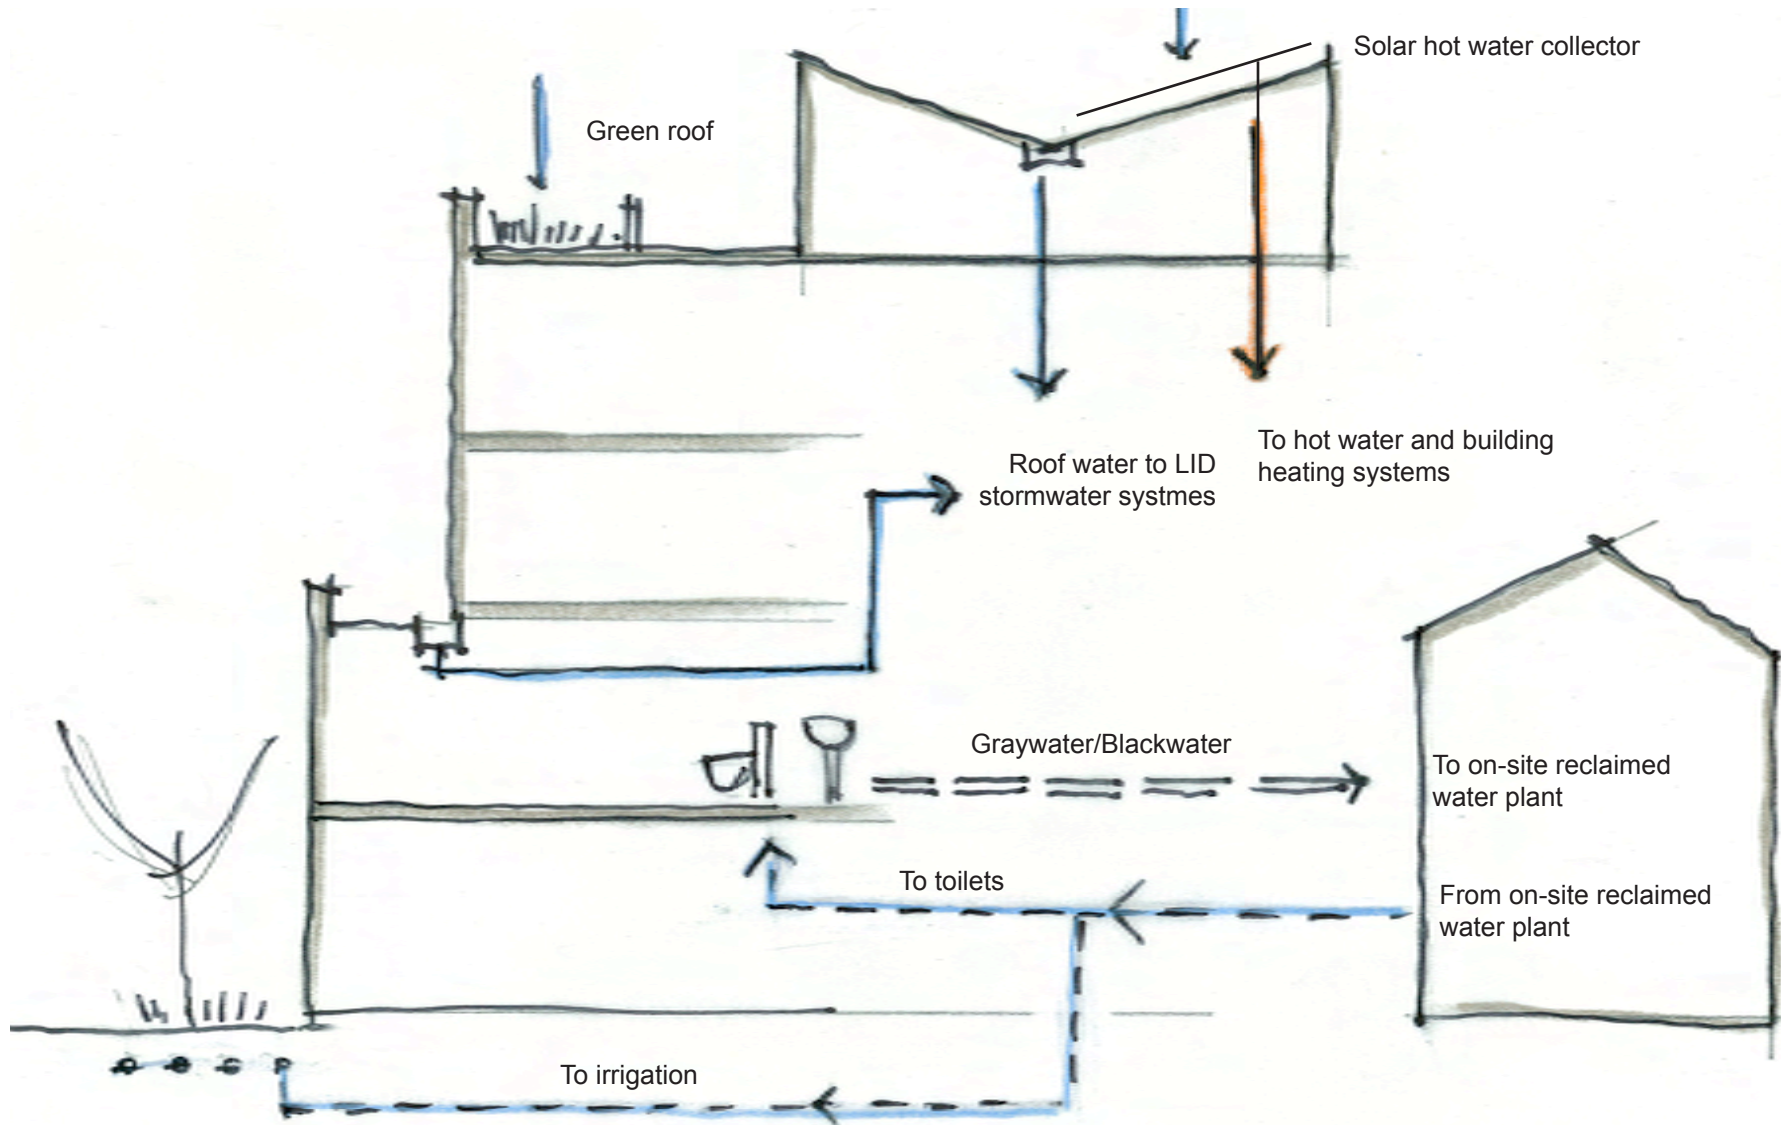 Solar hot water collector
Green roof
To hot water and building
heating systems
Roof water to LID
stormwater systmes
Graywater/Blackwater
To on-site reclaimed
water plant
To toilets
From on-site reclaimed
water plant
To irrigation